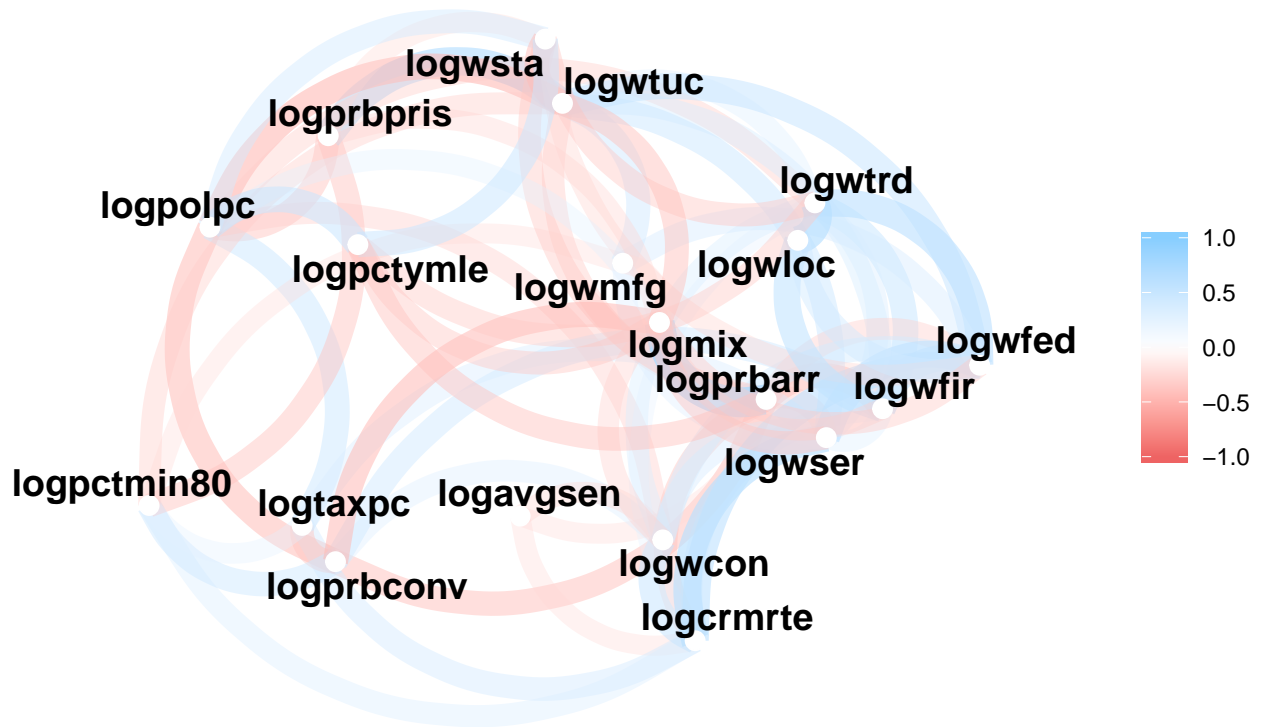 logwsta
logwtuc
logprbpris
logwtrd
logpolpc
logwloc
logpctymle
logwmfg
logmix
logwfed
logprbarr
logwfir
logwser
logpctmin80
logavgsen
logtaxpc
logwcon
logprbconv
logcrmrte
1.0
0.5
0.0
−0.5
−1.0